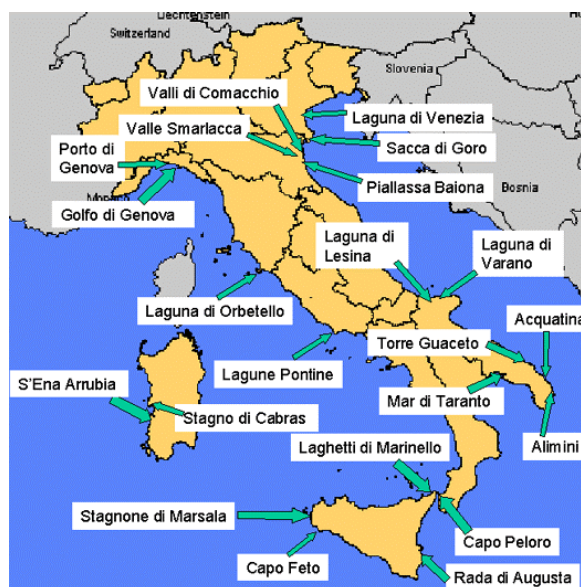 Liechtenstein
Switzerland
Slovenia
Valli di Comacchio
Laguna di Venezia
Valle Smarlacca
Sacca di Goro
Porto di
Genova
Piallassa Baiona
Bosnia
Monaco
Golfo di Genova
Laguna di
Lesina
Laguna di
Varano
Laguna di Orbetello
Acquatina
Torre Guaceto
Lagune Pontine
S'Ena Arrubia
Mar di Taranto
Stagno di Cabras
Alimini
Laghetti di Marinello
Stagnone di Marsala
Capo Peloro
Capo Feto
Rada di Augusta